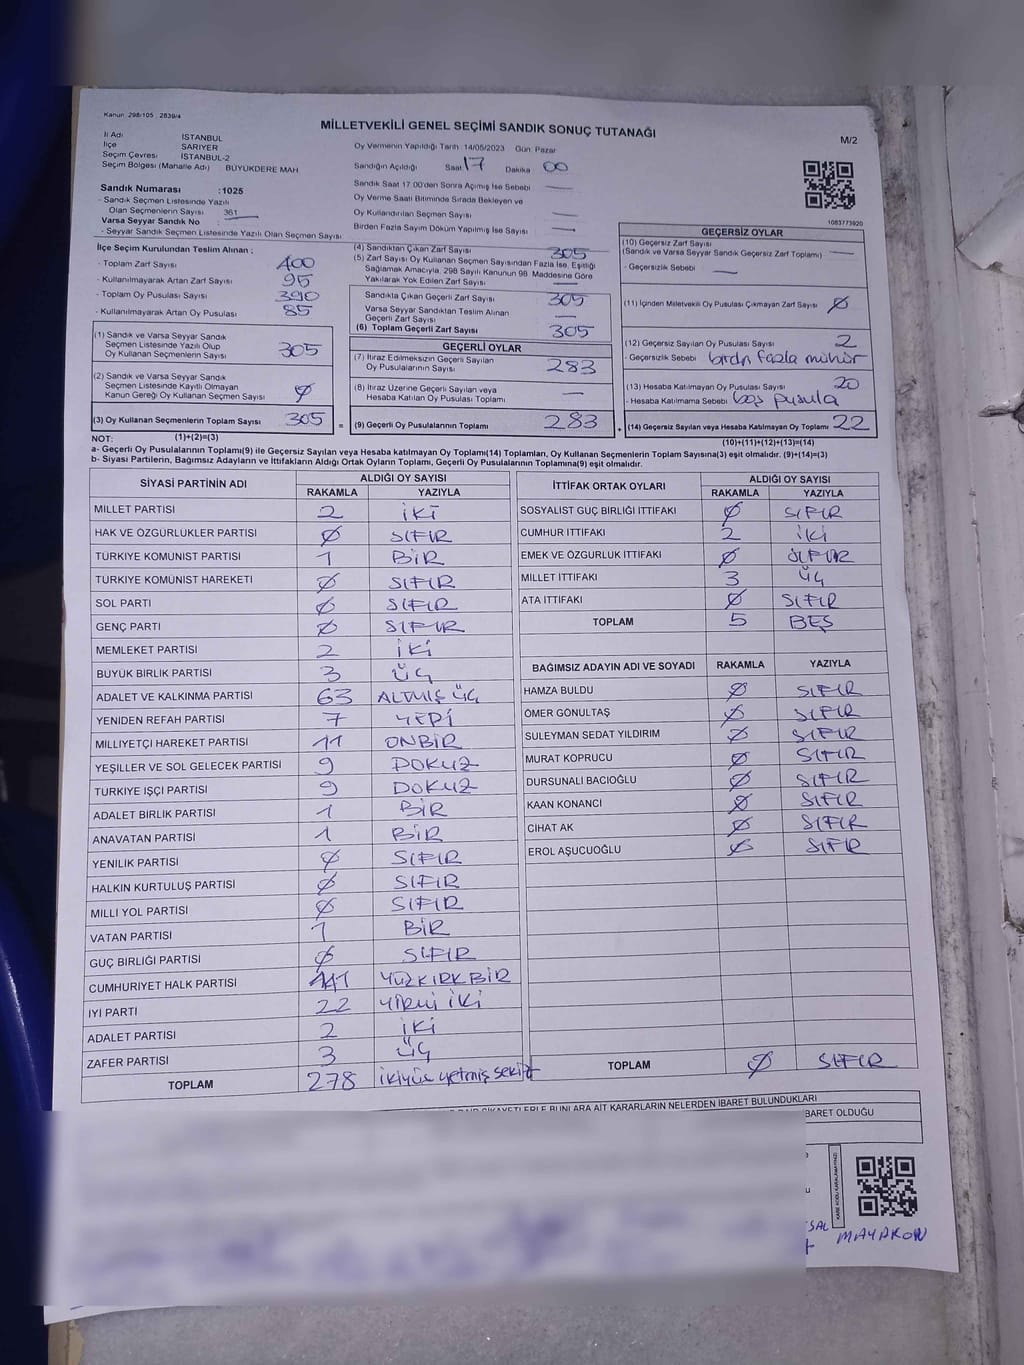 Kanun: 298/105 , 2839/4
MİLLETVEKİLİ GENEL SEÇİMİ SANDIK SONUÇ TUTANAĞI
M/2
İl Adı İSTANBUL
İlçe SARIYER
Seçim Çevresi İSTANBUL-2
Seçim Bölgesi (Mahalle Adı) BÜYÜKDERE MAH
Oy Vermenin Yapıldığı Tarih: 14/05/2023 Gün: Pazar
Sandığın Açıldığı Saat 17 Dakika 00
Sandık Saat 17.00'den Sonra Açılmış İse Sebebi —
Oy Verme Saati Bitiminde Sırada Bekleyen ve
Oy Kullandırılan Seçmen Sayısı —
Birden Fazla Sayım Döküm Yapılmış İse Sayısı —
1083773920
Sandık Numarası :1025
- Sandık Seçmen Listesinde Yazılı
Olan Seçmenlerin Sayısı 361
Varsa Seyyar Sandık No :
- Seyyar Sandık Seçmen Listesinde Yazılı Olan Seçmen Sayısı
İlçe Seçim Kurulundan Teslim Alınan ;
- Toplam Zarf Sayısı 400
- Kullanılmayarak Artan Zarf Sayısı 95
- Toplam Oy Pusulası Sayısı 390
- Kullanılmayarak Artan Oy Pusulası 85
(1) Sandık ve Varsa Seyyar Sandık
Seçmen Listesinde Yazılı Olup
Oy Kullanan Seçmenlerin Sayısı 305
(2) Sandık ve Varsa Seyyar Sandık
Seçmen Listesinde Kayıtlı Olmayan
Kanun Gereği Oy Kullanan Seçmen Sayısı Ø
(3) Oy Kullanan Seçmenlerin Toplam Sayısı 305
(4) Sandıktan Çıkan Zarf Sayısı 305
(5) Zarf Sayısı Oy Kullanan Seçmen Sayısından Fazla İse, Eşitliği
Sağlamak Amacıyla, 298 Sayılı Kanunun 98. Maddesine Göre
Yakılarak Yok Edilen Zarf Sayısı —
Sandıkta Çıkan Geçerli Zarf Sayısı 305
Varsa Seyyar Sandıktan Teslim Alınan
Geçerli Zarf Sayısı —
(6) Toplam Geçerli Zarf Sayısı 305
GEÇERLİ OYLAR
(7) İtiraz Edilmeksizin Geçerli Sayılan
Oy Pusulalarının Sayısı 283
(8) İtiraz Üzerine Geçerli Sayılan veya
Hesaba Katılan Oy Pusulası Toplamı —
= (9) Geçerli Oy Pusulalarının Toplamı 283
GEÇERSİZ OYLAR
(10) Geçersiz Zarf Sayısı
(Sandık ve Varsa Seyyar Sandık Geçersiz Zarf Toplamı) —
- Geçersizlik Sebebi —
(11) İçinden Milletvekili Oy Pusulası Çıkmayan Zarf Sayısı Ø
(12) Geçersiz Sayılan Oy Pusulası Sayısı 2
- Geçersizlik Sebebi birdn fazla mühür
(13) Hesaba Katılmayan Oy Pusulası Sayısı 20
- Hesaba Katılmama Sebebi boş pusula
+ (14) Geçersiz Sayılan veya Hesaba Katılmayan Oy Toplamı 22
NOT: (1)+(2)=(3)
(10)+(11)+(12)+(13)=(14)
a- Geçerli Oy Pusulalarının Toplamı(9) ile Geçersiz Sayılan veya Hesaba katılmayan Oy Toplamı(14) Toplamları, Oy Kullanan Seçmenlerin Toplam Sayısına(3) eşit olmalıdır. (9)+(14)=(3)
b- Siyasi Partilerin, Bağımsız Adayların ve İttifakların Aldığı Ortak Oyların Toplamı, Geçerli Oy Pusulalarının Toplamına(9) eşit olmalıdır.
SİYASİ PARTİNİN ADI ALDIĞI OY SAYISI
RAKAMLA YAZIYLA
MİLLET PARTİSİ 2 İKİ
HAK VE ÖZGÜRLÜKLER PARTİSİ Ø SIFIR
TÜRKİYE KOMÜNİST PARTİSİ 1 BİR
TÜRKİYE KOMÜNİST HAREKETİ Ø SIFIR
SOL PARTİ Ø SIFIR
GENÇ PARTİ Ø SIFIR
MEMLEKET PARTİSİ 2 İKİ
BÜYÜK BİRLİK PARTİSİ 3 ÜÇ
ADALET VE KALKINMA PARTİSİ 63 ALTMIŞ ÜÇ
YENİDEN REFAH PARTİSİ 7 YEDİ
MİLLİYETÇİ HAREKET PARTİSİ 11 ONBİR
YEŞİLLER VE SOL GELECEK PARTİSİ 9 DOKUZ
TÜRKİYE İŞÇİ PARTİSİ 9 DOKUZ
ADALET BİRLİK PARTİSİ 1 BİR
ANAVATAN PARTİSİ 1 BİR
YENİLİK PARTİSİ Ø SIFIR
HALKIN KURTULUŞ PARTİSİ Ø SIFIR
MİLLİ YOL PARTİSİ Ø SIFIR
VATAN PARTİSİ 1 BİR
GÜÇ BİRLİĞİ PARTİSİ Ø SIFIR
CUMHURİYET HALK PARTİSİ 141 YÜZKIRKBİR
İYİ PARTİ 22 YİRMİ İKİ
ADALET PARTİSİ 2 İKİ
ZAFER PARTİSİ 3 ÜÇ
TOPLAM 278 ikiyüz yetmiş sekiz
İTTİFAK ORTAK OYLARI ALDIĞI OY SAYISI
RAKAMLA YAZIYLA
SOSYALİST GÜÇ BİRLİĞİ İTTİFAKI Ø SIFIR
CUMHUR İTTİFAKI 2 İKİ
EMEK VE ÖZGÜRLÜK İTTİFAKI Ø SIFIR
MİLLET İTTİFAKI 3 ÜÇ
ATA İTTİFAKI Ø SIFIR
TOPLAM 5 BEŞ
BAĞIMSIZ ADAYIN ADI VE SOYADI RAKAMLA YAZIYLA
HAMZA BULDU Ø SIFIR
ÖMER GÖNÜLTAŞ Ø SIFIR
SÜLEYMAN SEDAT YILDIRIM Ø SIFIR
MURAT KÖPRÜCÜ Ø SIFIR
DURSUNALİ BACIOĞLU Ø SIFIR
KAAN KONANCI Ø SIFIR
CİHAT AK Ø SIFIR
EROL AŞUCUOĞLU Ø SIFIR
TOPLAM Ø SIFIR
ŞİKAYETLERLE BUNLARA AİT KARARLARIN NELERDEN İBARET BULUNDUKLARI
BARET OLDUĞU
SAL
MAYAKON